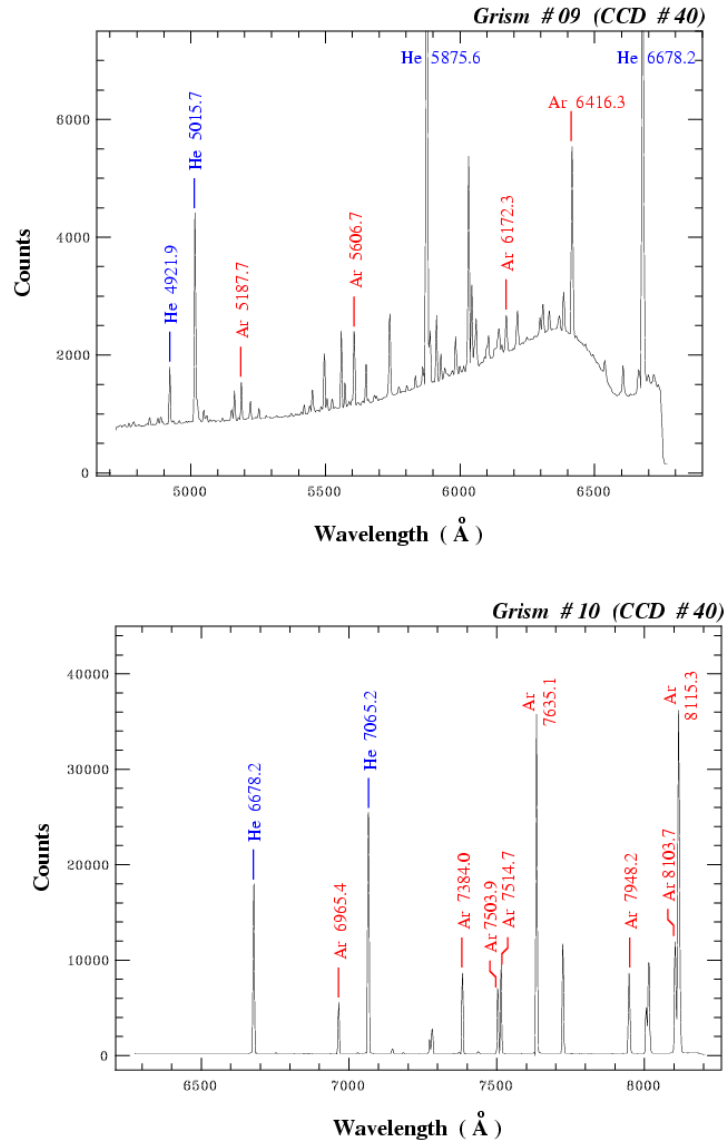 Grism # 09 (CCD # 40)
He 5875.6
He 6678.2
Ar 6416.3
He 5015.7
Ar 6172.3
Ar 5606.7
He 4921.9
Ar 5187.7
6000
4000
2000
0
Counts
5000 5500 6000 6500
Wavelength ( Å )
Grism # 10 (CCD # 40)
Ar 7635.1
Ar 8115.3
He 7065.2
He 6678.2
Ar 6965.4
Ar 7384.0
Ar 7503.9
Ar 7514.7
Ar 7948.2
Ar 8103.7
40000
30000
20000
10000
0
Counts
6500 7000 7500 8000
Wavelength ( Å )